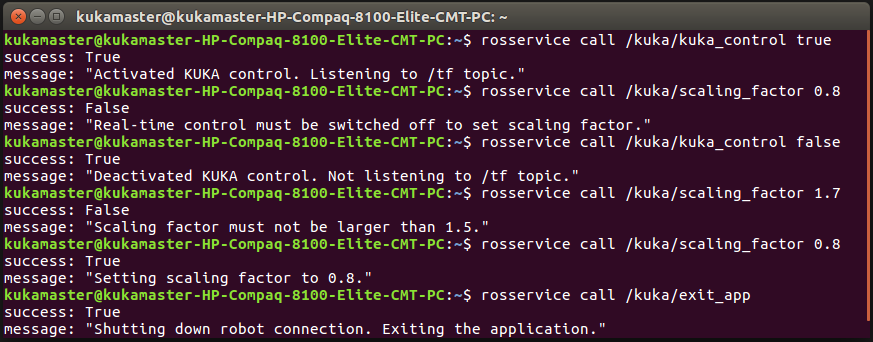 kukamaster@kukamaster-HP-Compaq-8100-Elite-CMT-PC: ~
kukamaster@kukamaster-HP-Compaq-8100-Elite-CMT-PC:~$ rosservice call /kuka/kuka_control true
success: True
message: "Activated KUKA control. Listening to /tf topic."
kukamaster@kukamaster-HP-Compaq-8100-Elite-CMT-PC:~$ rosservice call /kuka/scaling_factor 0.8
success: False
message: "Real-time control must be switched off to set scaling factor."
kukamaster@kukamaster-HP-Compaq-8100-Elite-CMT-PC:~$ rosservice call /kuka/kuka_control false
success: True
message: "Deactivated KUKA control. Not listening to /tf topic."
kukamaster@kukamaster-HP-Compaq-8100-Elite-CMT-PC:~$ rosservice call /kuka/scaling_factor 1.7
success: False
message: "Scaling factor must not be larger than 1.5."
kukamaster@kukamaster-HP-Compaq-8100-Elite-CMT-PC:~$ rosservice call /kuka/scaling_factor 0.8
success: True
message: "Setting scaling factor to 0.8."
kukamaster@kukamaster-HP-Compaq-8100-Elite-CMT-PC:~$ rosservice call /kuka/exit_app
success: True
message: "Shutting down robot connection. Exiting the application."